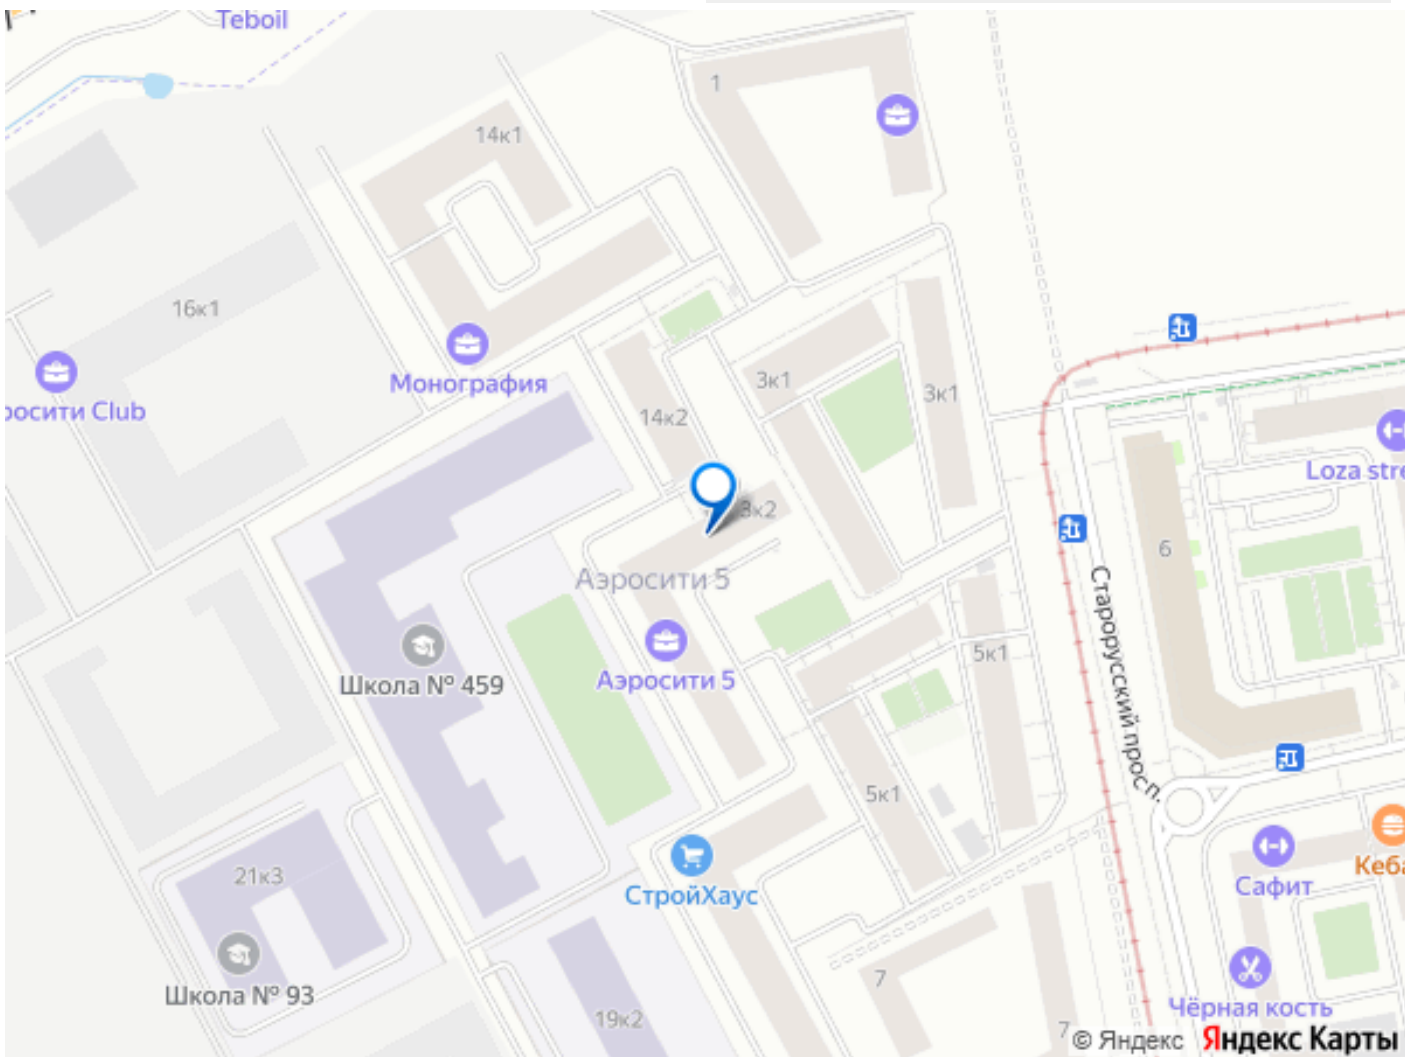 Teboil
1
14к1
16к1
Монография
росити Club
3к1
3к1
14к2
Loza stre
3к2
6
Аэросити 5
Старорусский просп.
Школа № 459
Аэросити 5
5к1
5к1
21к3
СтройХаус
Кеба
Сафит
Школа № 93
7
Чёрная кость
19к2
7
© Яндекс Яндекс Карты